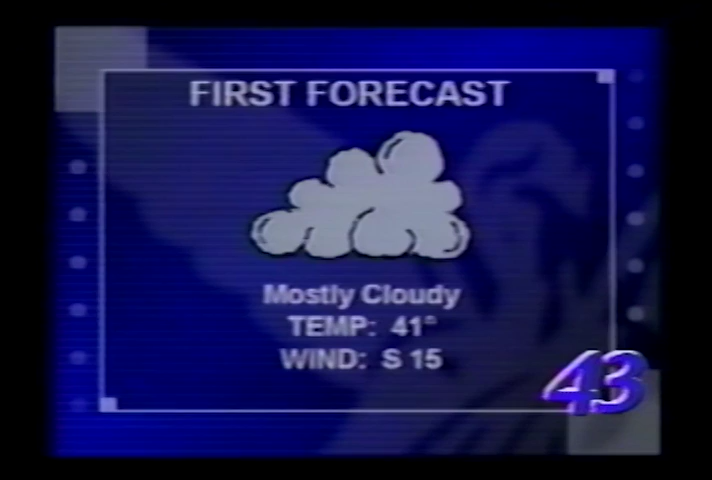 FIRST FORECAST
Mostly Cloudy
TEMP: 41°
WIND: S 15
43